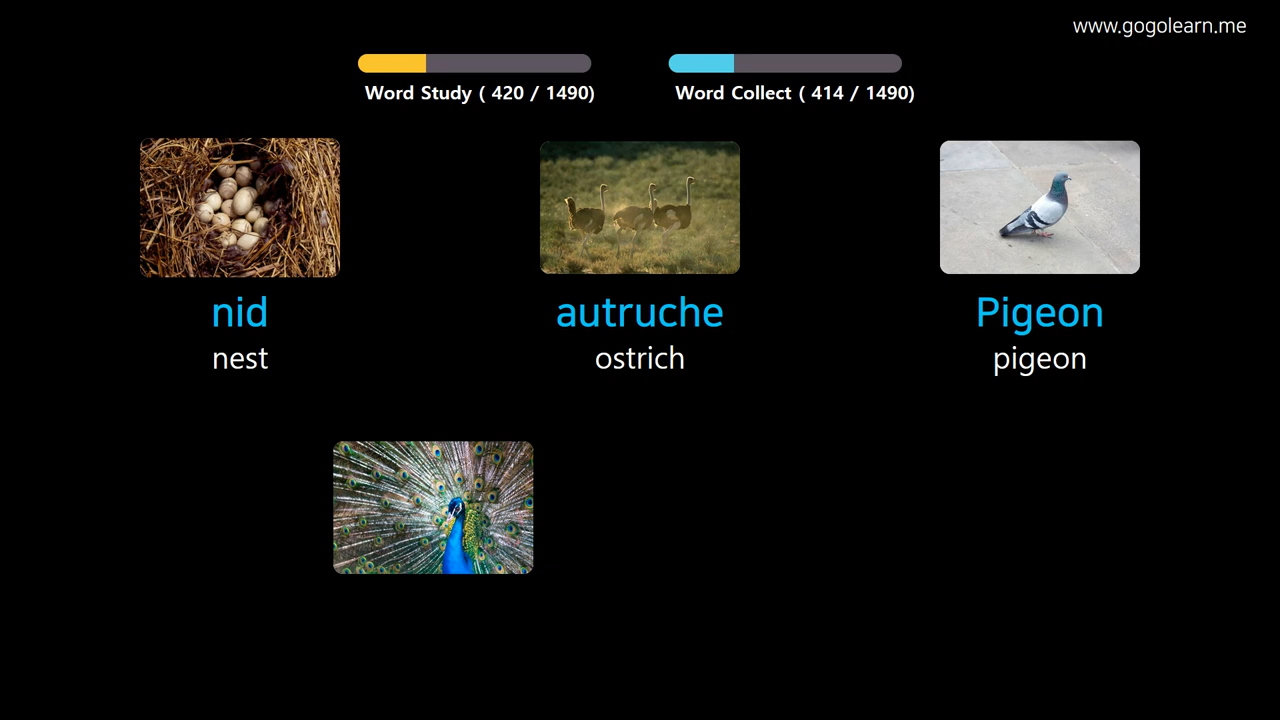 www.gogolearn.me
Word Study ( 420 / 1490)
Word Collect ( 414 / 1490)
nid
nest
autruche
ostrich
Pigeon
pigeon